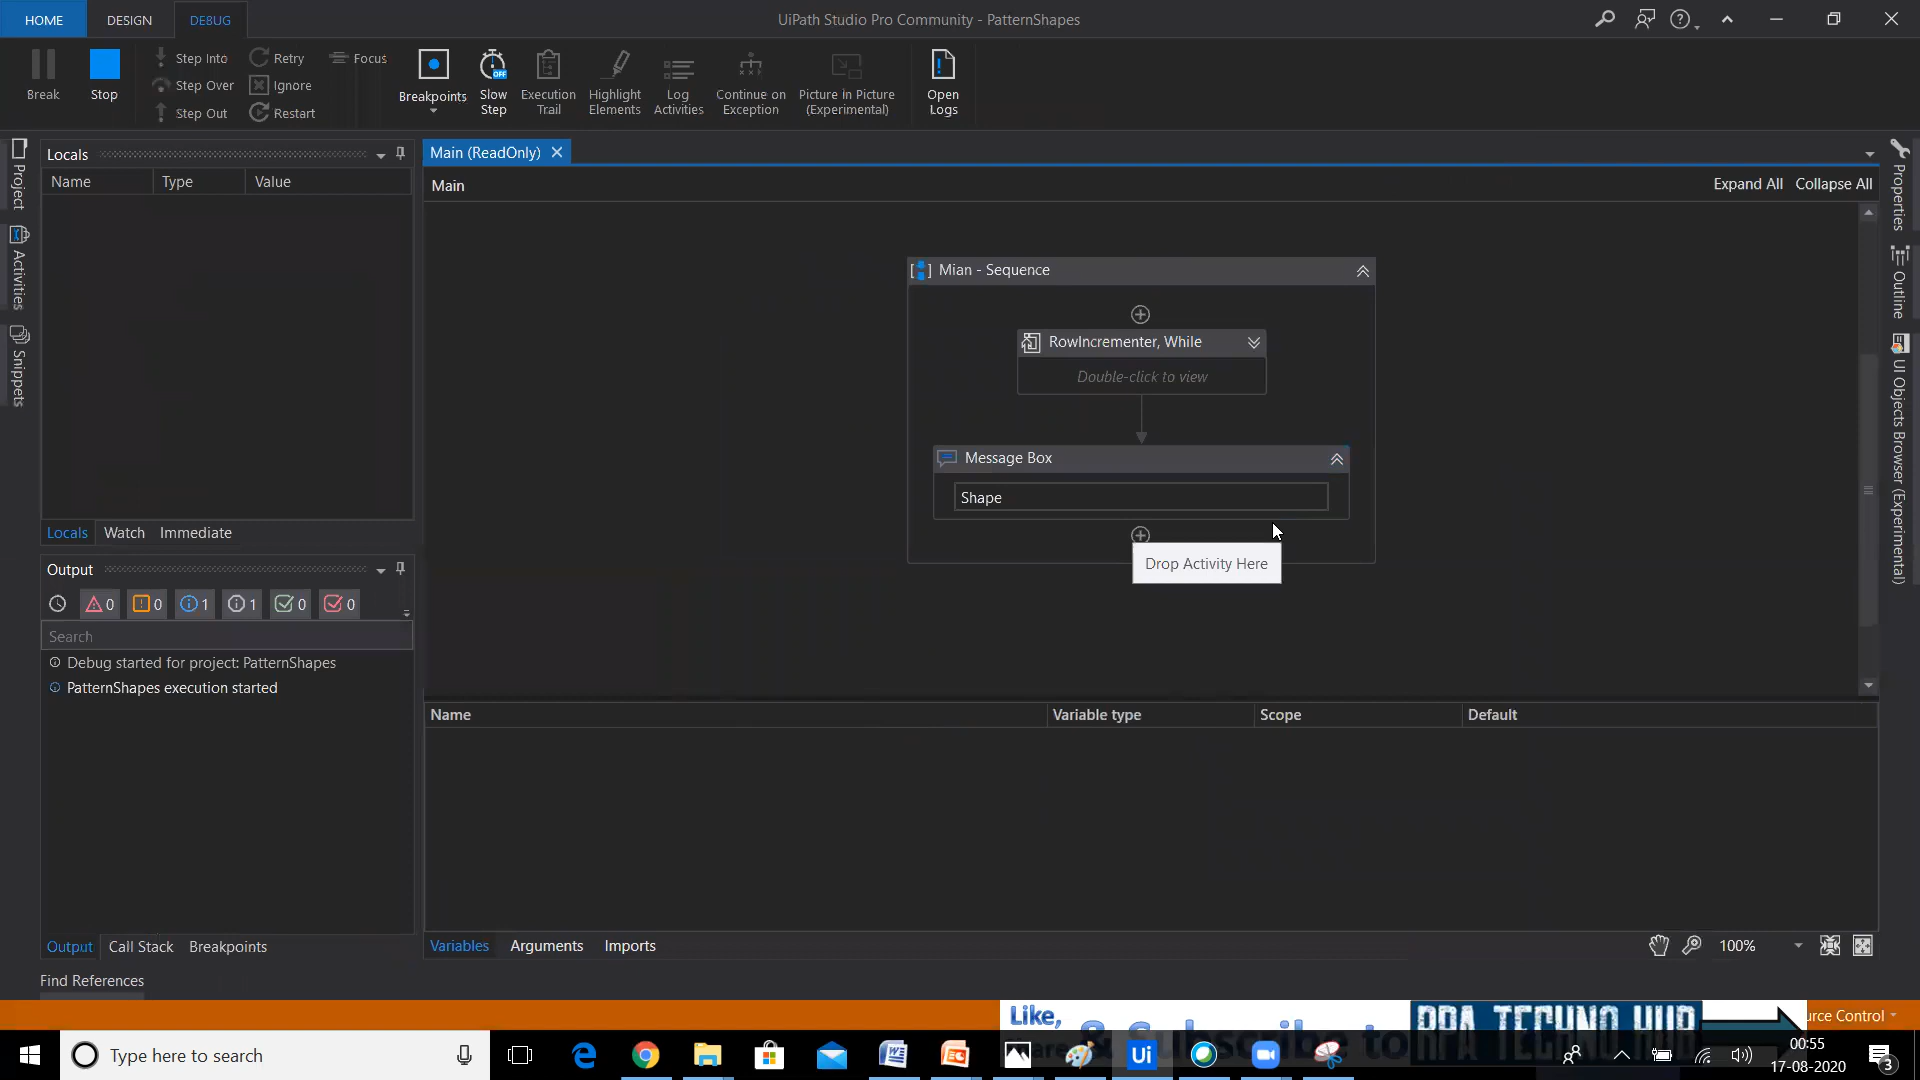 HOME DESIGN DEBUG UiPath Studio Pro Community - PatternShapes
Break Stop
Step Into Retry Focus
Step Over Ignore
Step Out Restart
Breakpoints Slow Step Execution Trail Highlight Elements Log Activities Continue on Exception Picture in Picture (Experimental) Open Logs
OFF
Project
Activities
Snippets
Locals
Name Type Value
Locals Watch Immediate
Output
0 0 1 1 0 0
Search
Debug started for project: PatternShapes
PatternShapes execution started
Output Call Stack Breakpoints
Find References
Main (ReadOnly)
Main Expand All Collapse All
Mian - Sequence
RowIncrementer, While
Double-click to view
Message Box
Shape
Drop Activity Here
Name Variable type Scope Default
Variables Arguments Imports 100%
Properties
Outline
UI Objects Browser (Experimental)
Like,
& Subscribe to
RPA TECHNO HUB
urce Control
Type here to search
Ui
00:55
17-08-2020
3